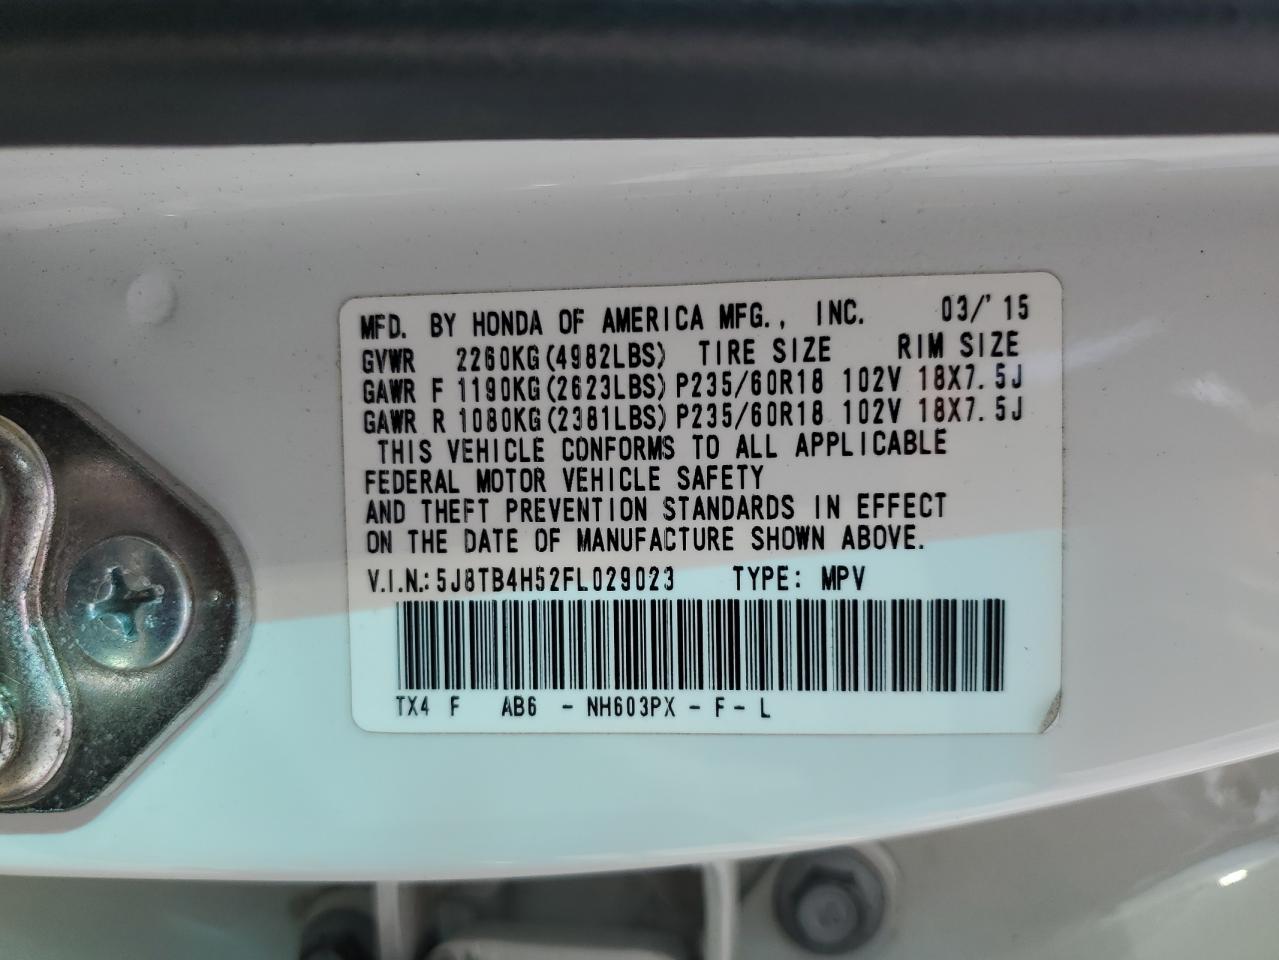 MFD. BY HONDA OF AMERICA MFG., INC. 03/'15
GVWR 2260KG(4982LBS) TIRE SIZE RIM SIZE
GAWR F 1190KG(2623LBS) P235/60R18 102V 18X7.5J
GAWR R 1080KG(2381LBS) P235/60R18 102V 18X7.5J
THIS VEHICLE CONFORMS TO ALL APPLICABLE
FEDERAL MOTOR VEHICLE SAFETY
AND THEFT PREVENTION STANDARDS IN EFFECT
ON THE DATE OF MANUFACTURE SHOWN ABOVE.
V.I.N.: 5J8TB4H52FL029023 TYPE: MPV
TX4 F AB6 - NH603PX - F - L